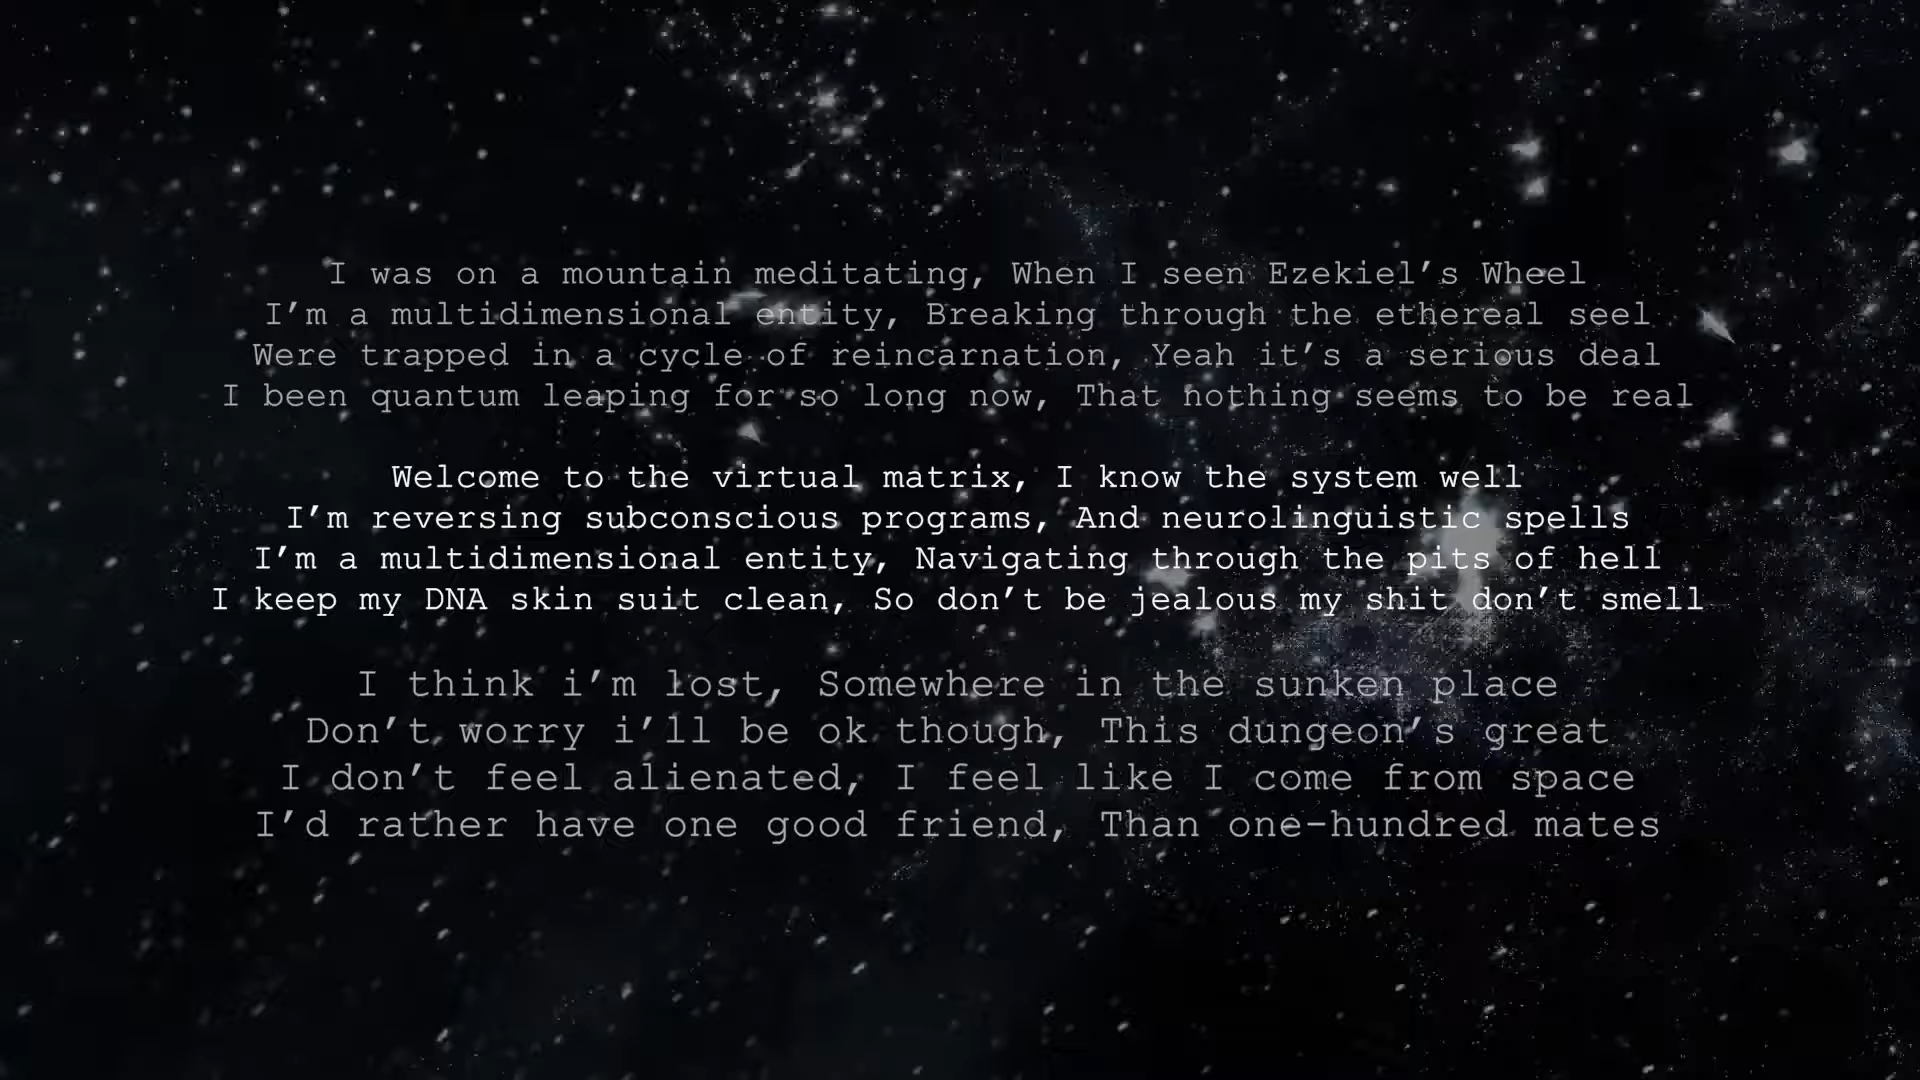 I was on a mountain meditating, When I seen Ezekiel's Wheel
I'm a multidimensional entity, Breaking through the ethereal seel
Were trapped in a cycle of reincarnation, Yeah it's a serious deal
I been quantum leaping for so long now, That nothing seems to be real
Welcome to the virtual matrix, I know the system well
I'm reversing subconscious programs, And neurolinguistic spells
I'm a multidimensional entity, Navigating through the pits of hell
I keep my DNA skin suit clean, So don't be jealous my shit don't smell
I think i'm lost, Somewhere in the sunken place
Don't worry i'll be ok though, This dungeon's great
I don't feel alienated, I feel like I come from space
I'd rather have one good friend, Than one-hundred mates